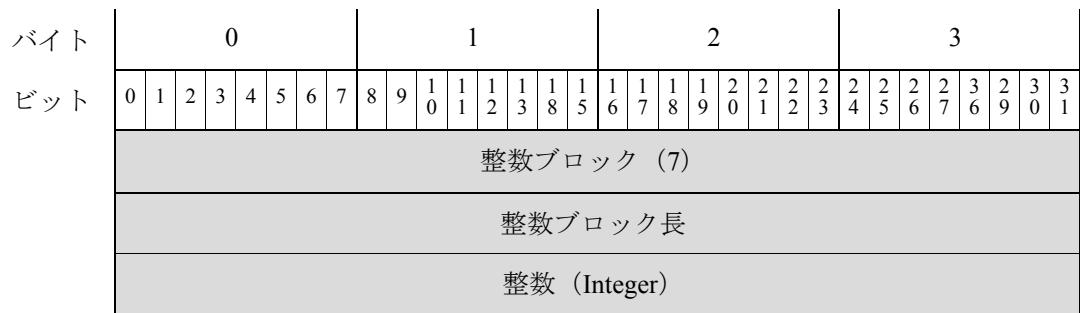 バイト 0 1 2 3
ビット 0 1 2 3 4 5 6 7 8 9 10 11 12 13 18 15 16 17 18 19 20 21 22 23 24 25 26 27 36 29 30 31
整数ブロック（7）
整数ブロック長
整数（Integer）